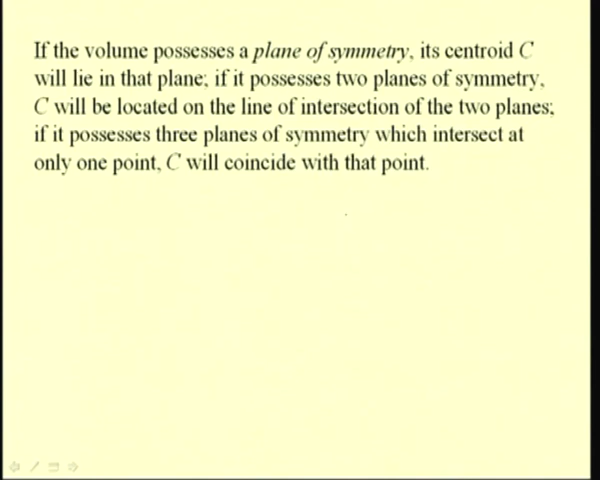 If the volume possesses a plane of symmetry, its centroid C
will lie in that plane; if it possesses two planes of symmetry,
C will be located on the line of intersection of the two planes;
if it possesses three planes of symmetry which intersect at
only one point, C will coincide with that point.